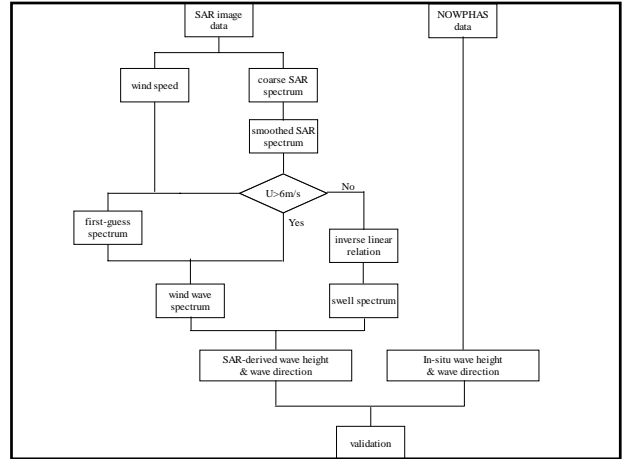 SAR image
data
NOWPHAS
data
wind speed
coarse SAR
spectrum
smoothed SAR
spectrum
U>6m/s
No
Yes
first-guess
spectrum
inverse linear
relation
wind wave
spectrum
swell spectrum
SAR-derived wave height
& wave direction
In-situ wave height
& wave direction
validation